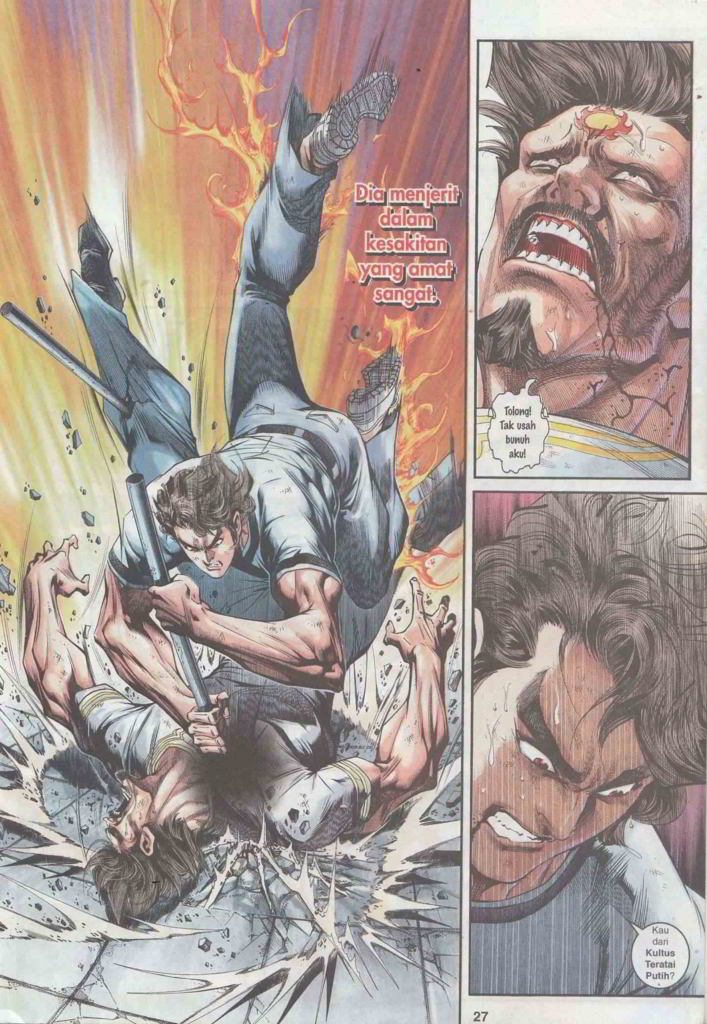 Dia menjerit
dalam
kesakitan
yang amat
sangat.
Tolong!
Tak usah
bunuh
aku!
Kau
dari
Kultus
Teratai
Putih?
27